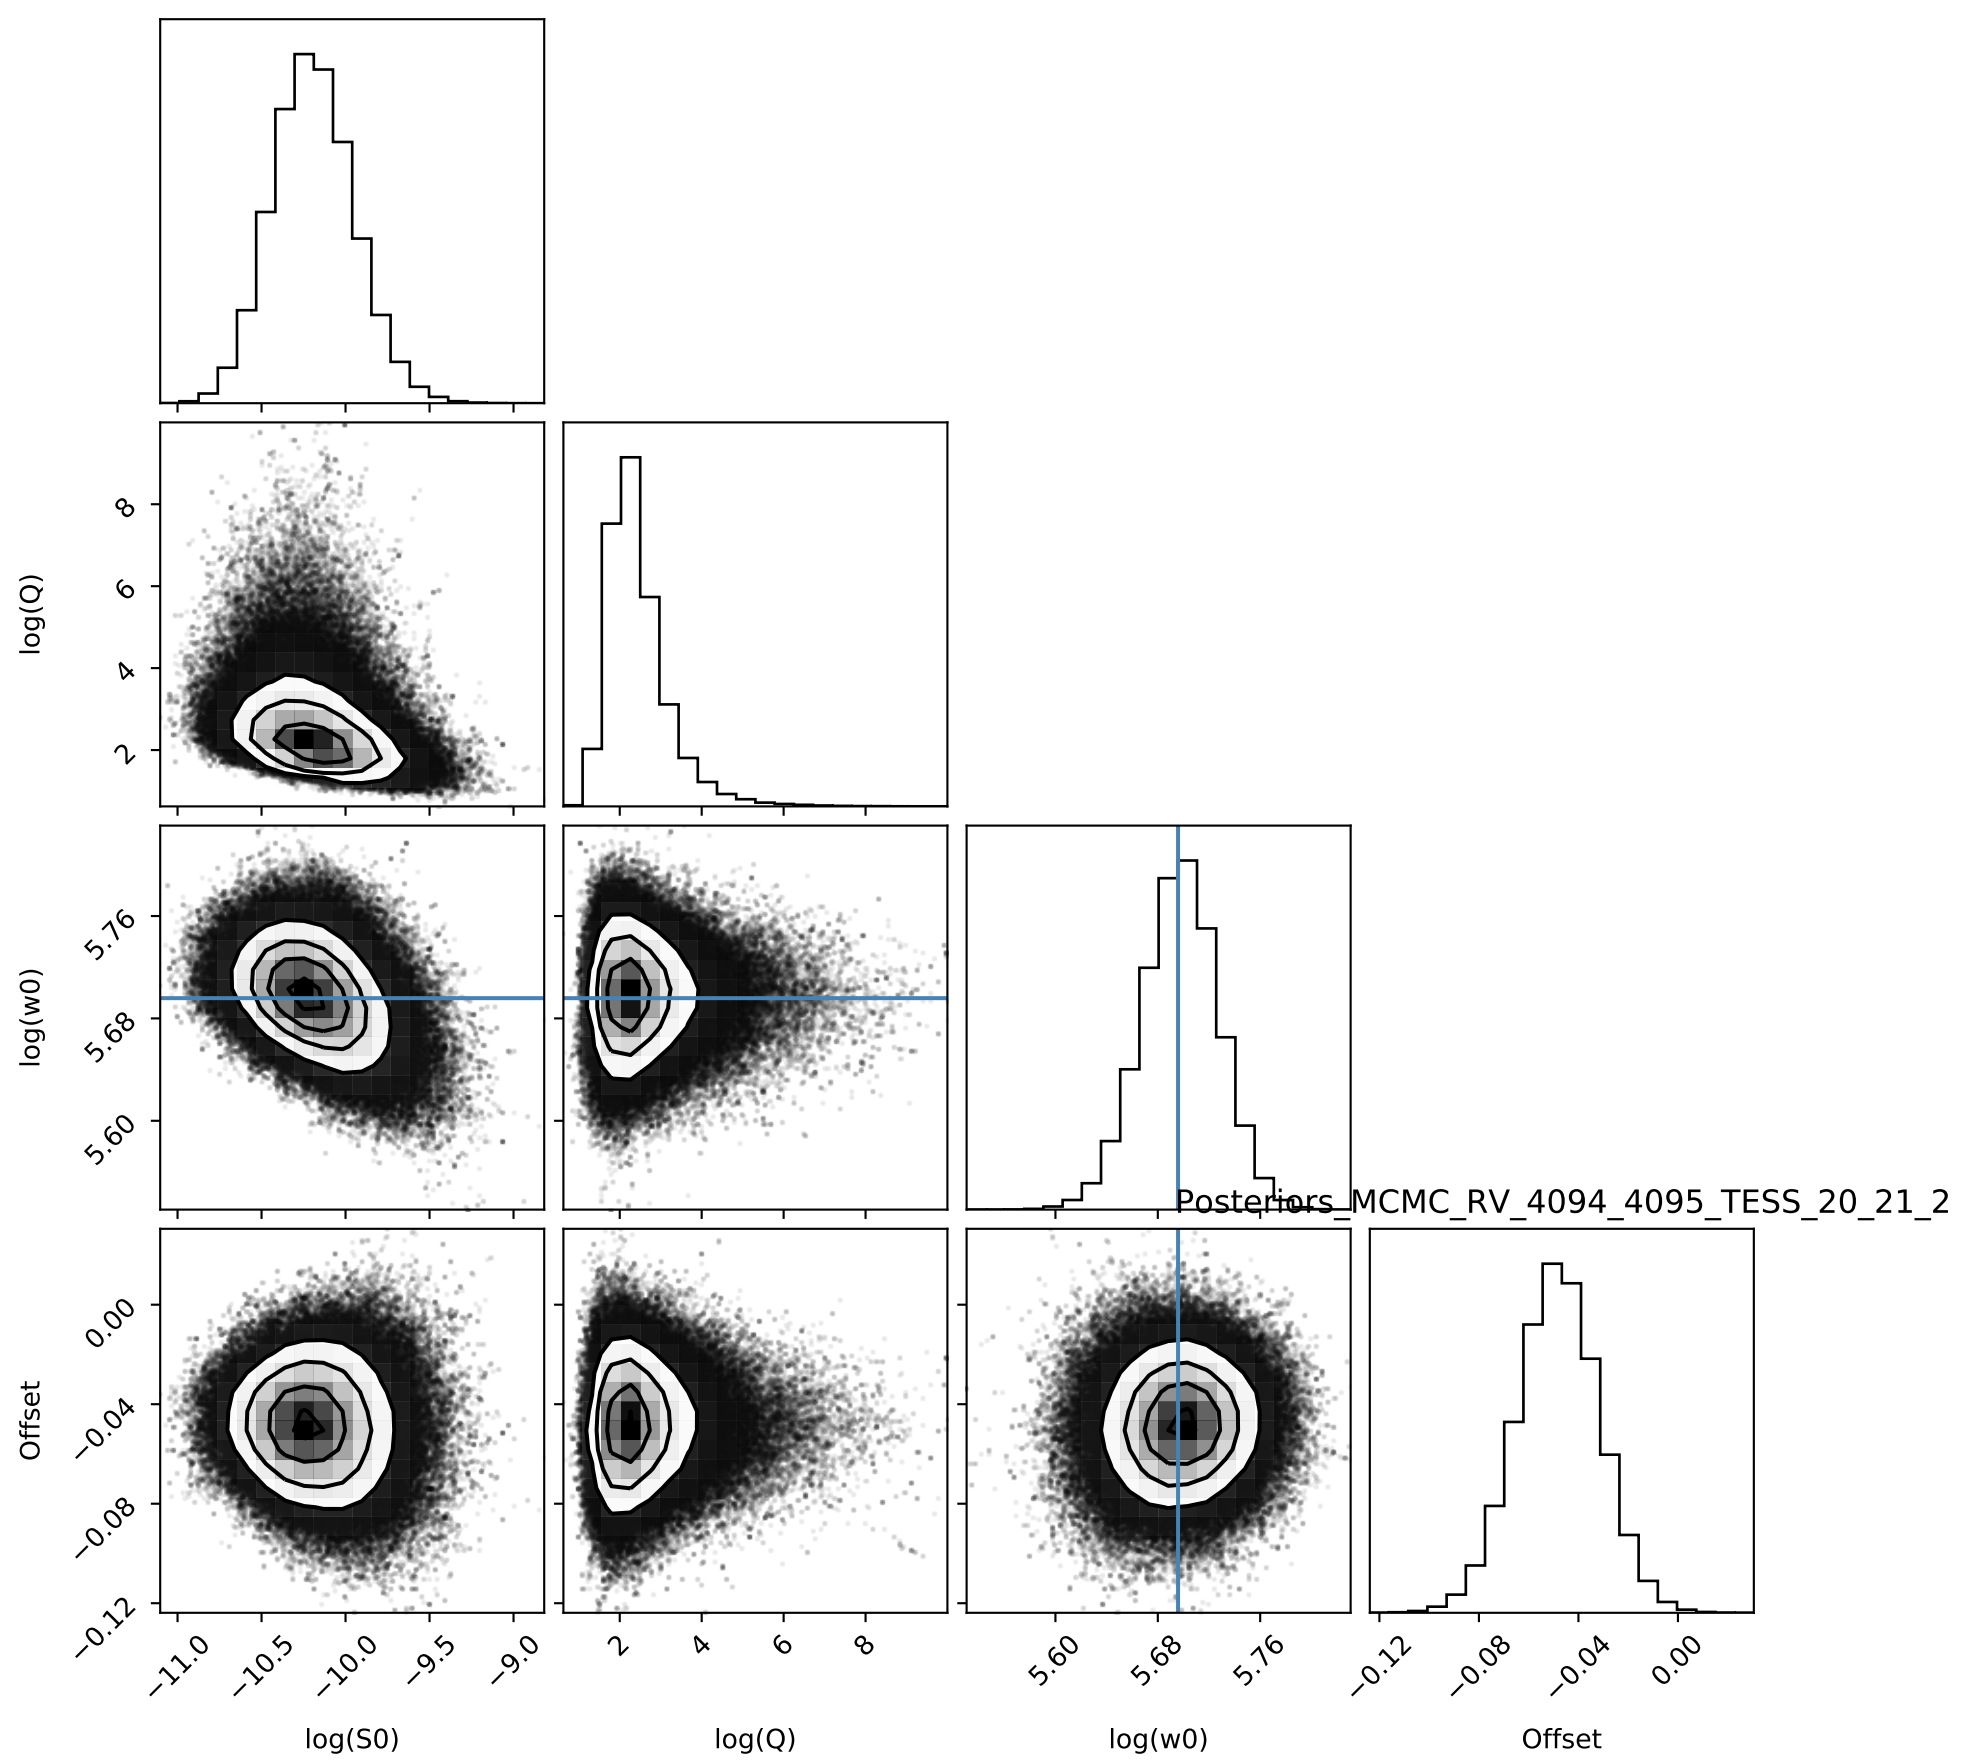 log(Q)
8
6
4
2
log(w0)
5.76
5.68
5.60
Posteriors_MCMC_RV_4094_4095_TESS_20_21_2
Offset
0.00
−0.04
−0.08
−0.12
−11.0 −10.5 −10.0 −9.5 −9.0
2 4 6 8
5.60 5.68 5.76
−0.12 −0.08 −0.04 0.00
log(S0) log(Q) log(w0) Offset